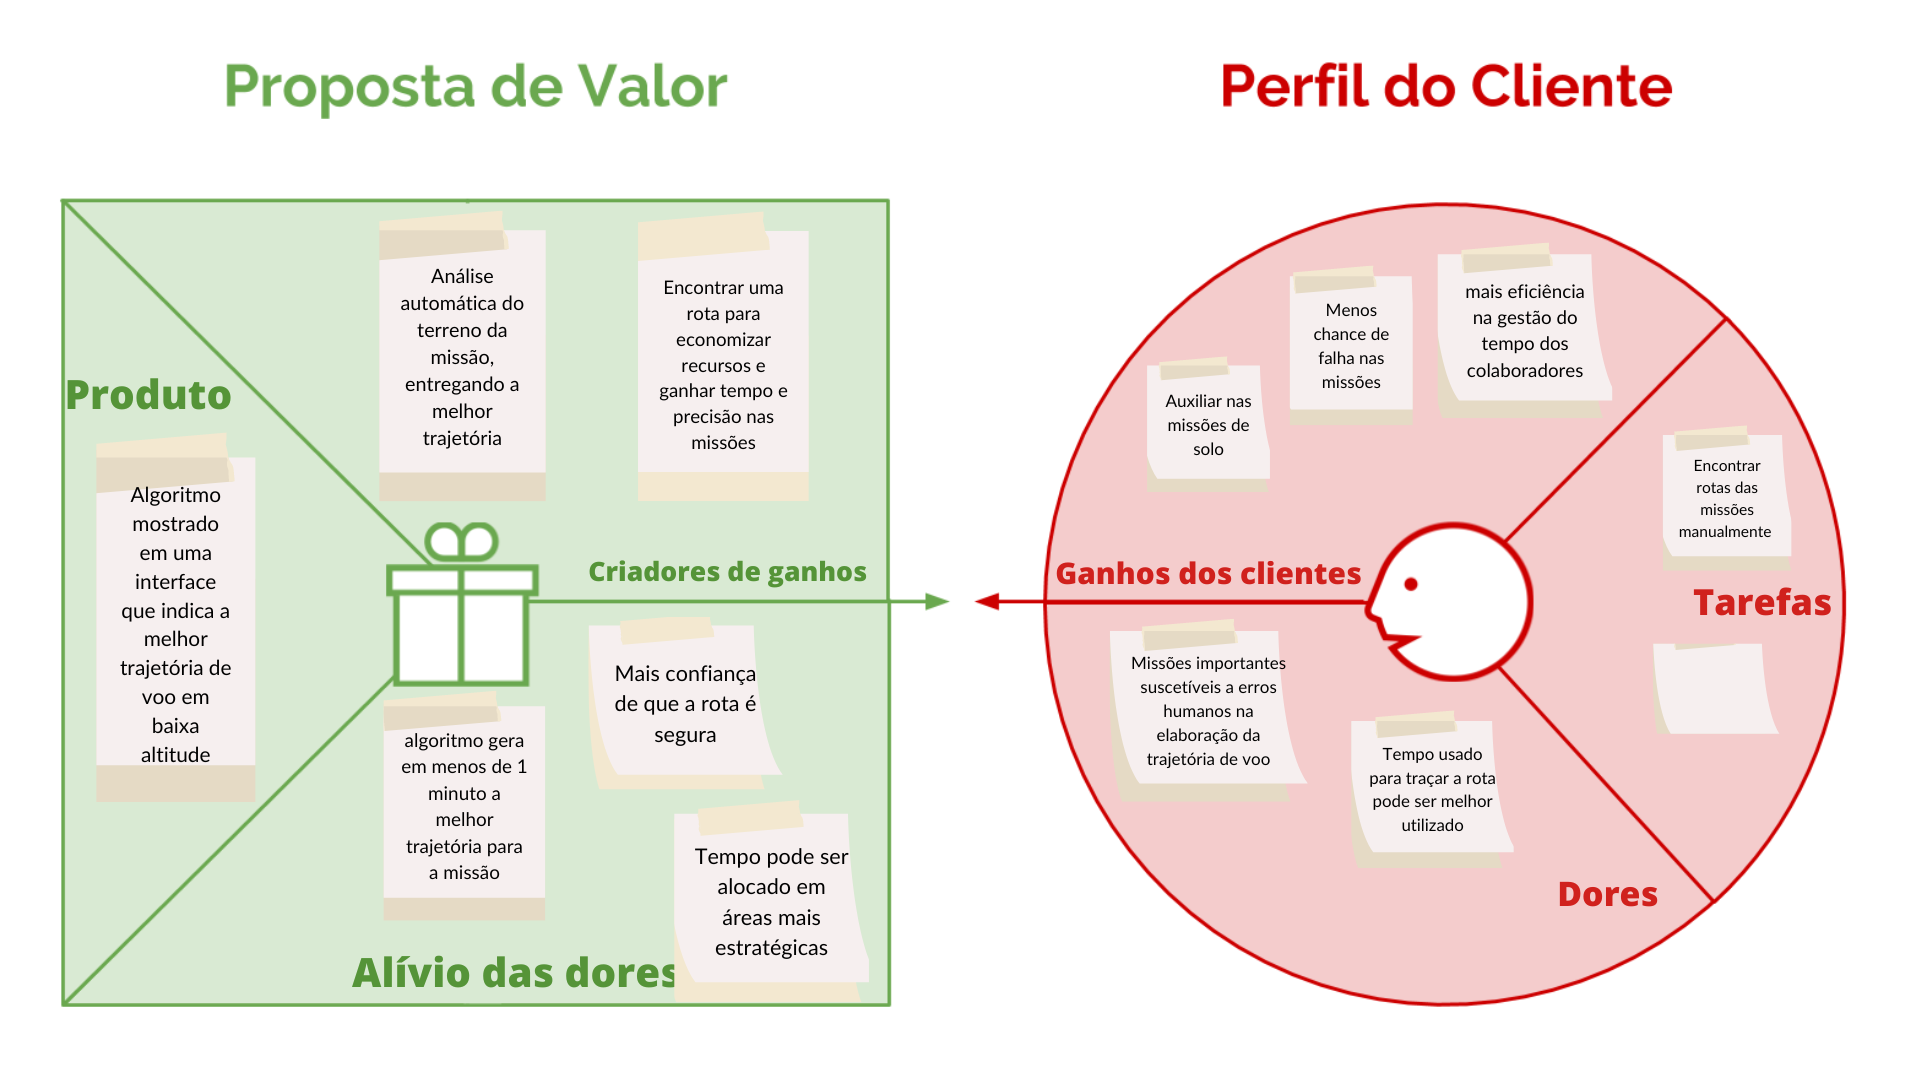 Proposta de Valor
Perfil do Cliente
Análise
automática do
terreno da
missão,
entregando a
melhor
trajetória
Encontrar uma
rota para
economizar
recursos e
ganhar tempo e
precisão nas
missões
Produto
Algoritmo
mostrado
em uma
interface
que indica a
melhor
trajetória de
voo em
baixa
altitude
Criadores de ganhos
Mais confiança
de que a rota é
segura
algoritmo gera
em menos de 1
minuto a
melhor
trajetória para
a missão
Tempo pode ser
alocado em
áreas mais
estratégicas
Alívio das dores
mais eficiência
na gestão do
tempo dos
colaboradores
Menos
chance de
falha nas
missões
Auxiliar nas
missões de
solo
Encontrar
rotas das
missões
manualmente
Ganhos dos clientes
Tarefas
Missões importantes
suscetíveis a erros
humanos na
elaboração da
trajetória de voo
Tempo usado
para traçar a rota
pode ser melhor
utilizado
Dores